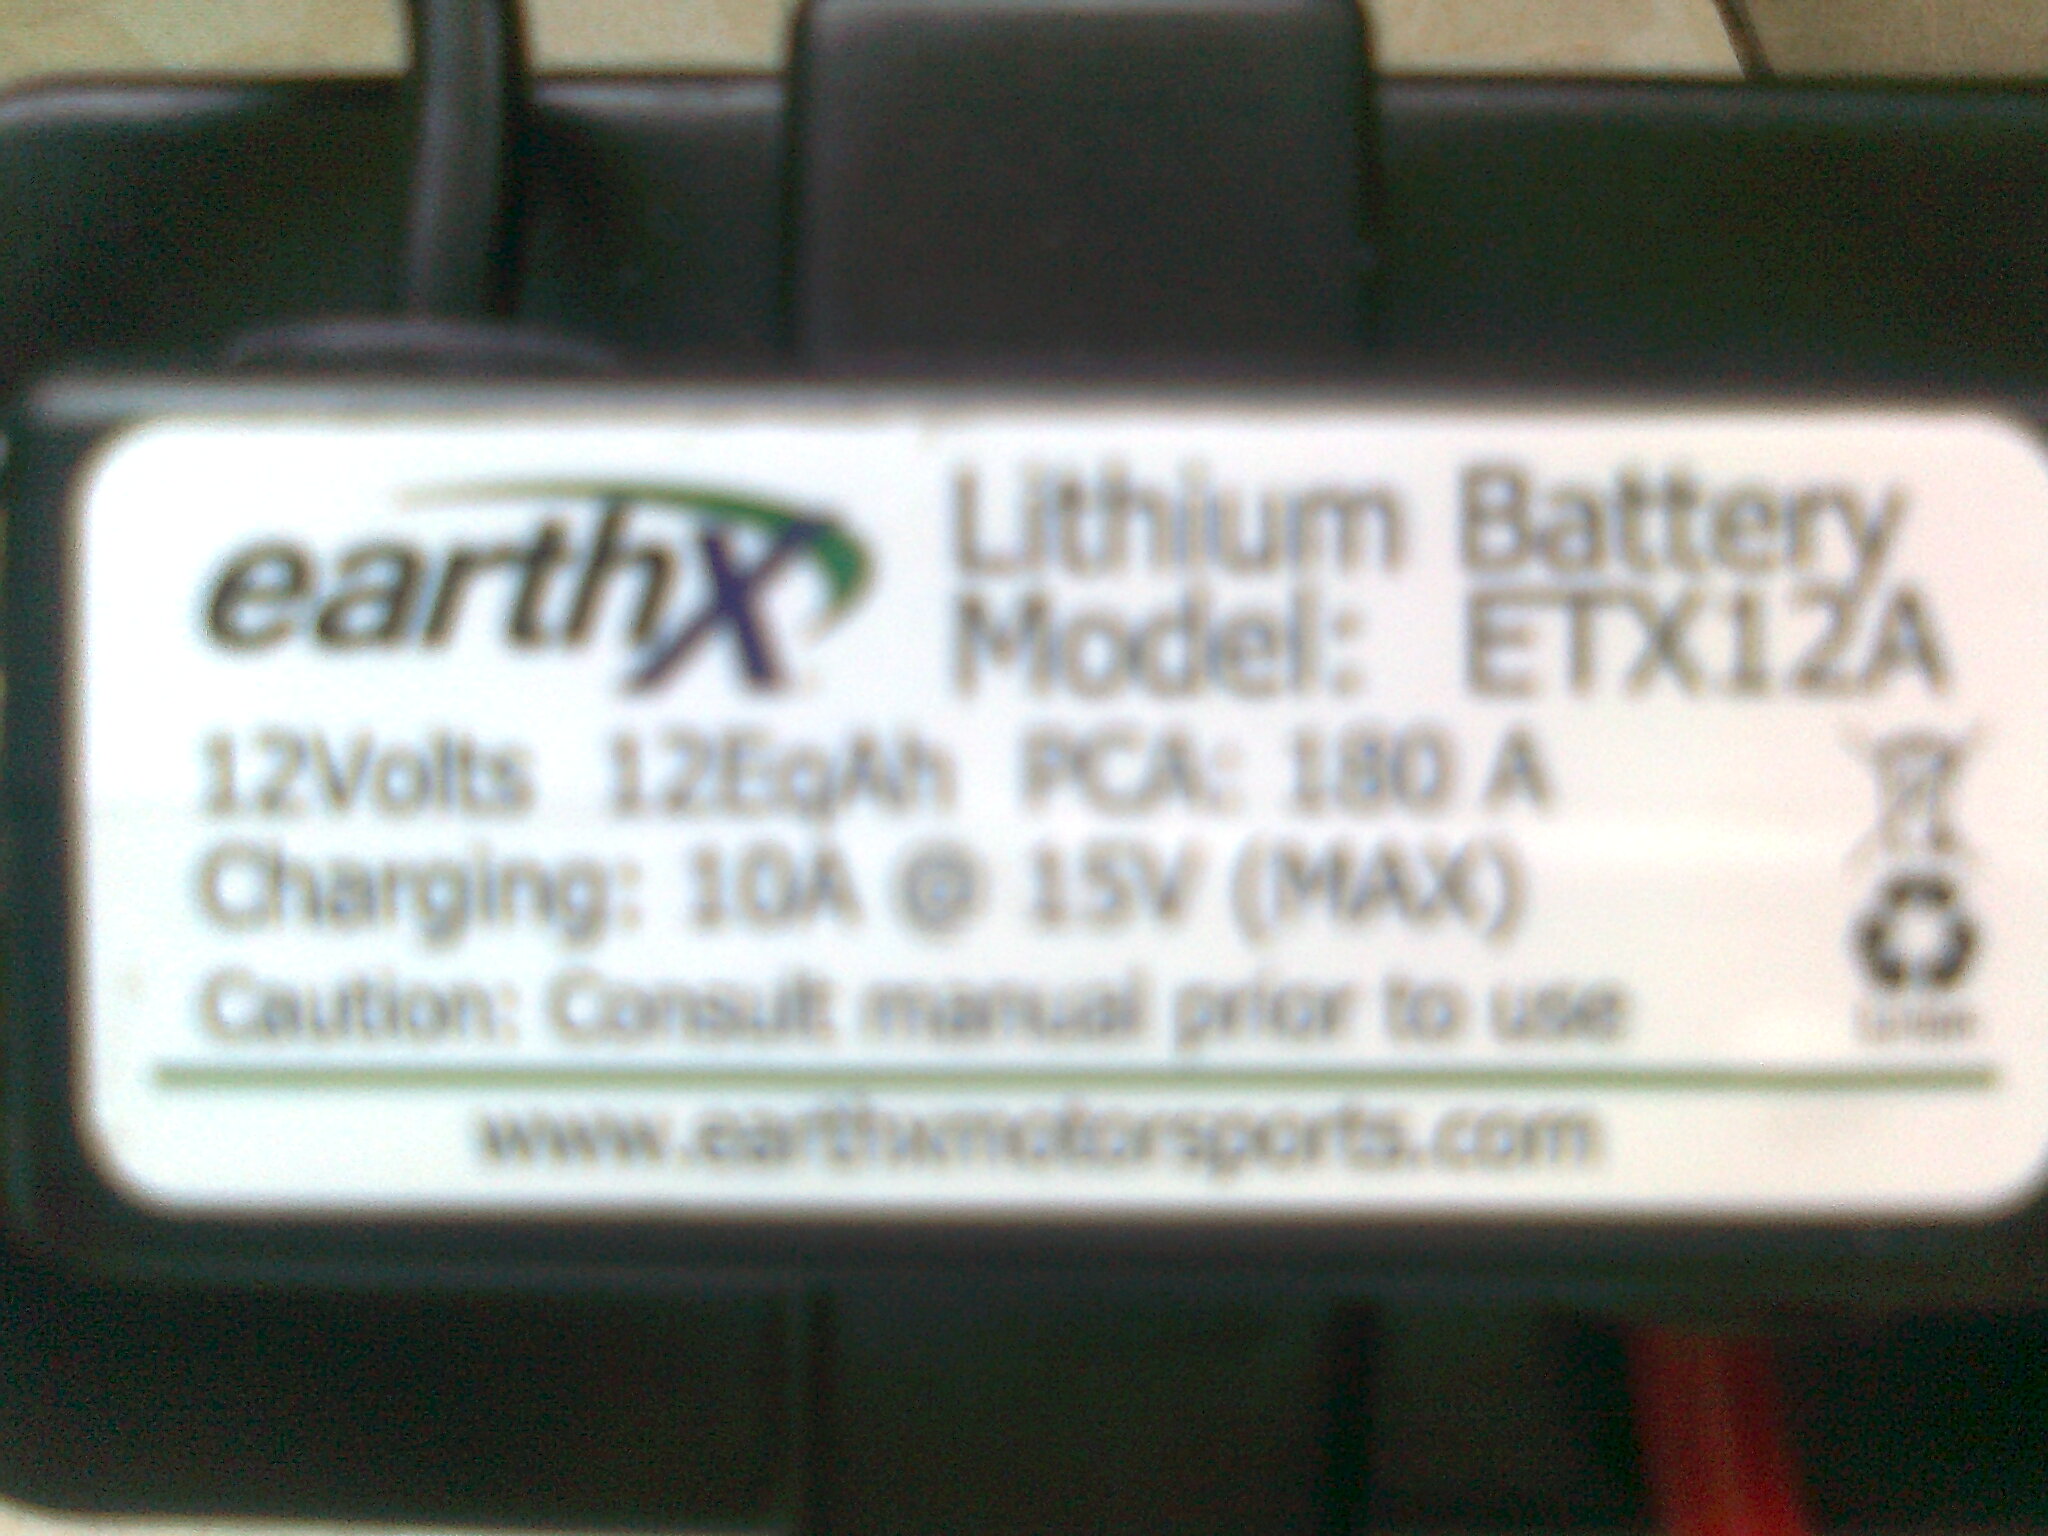 earthX
Lithium Battery
Model: ETX12A
12Volts 12EqAh PCA: 180 A
Charging: 10A @ 15V (MAX)
Caution: Consult manual prior to use
www.earthxmotorsports.com